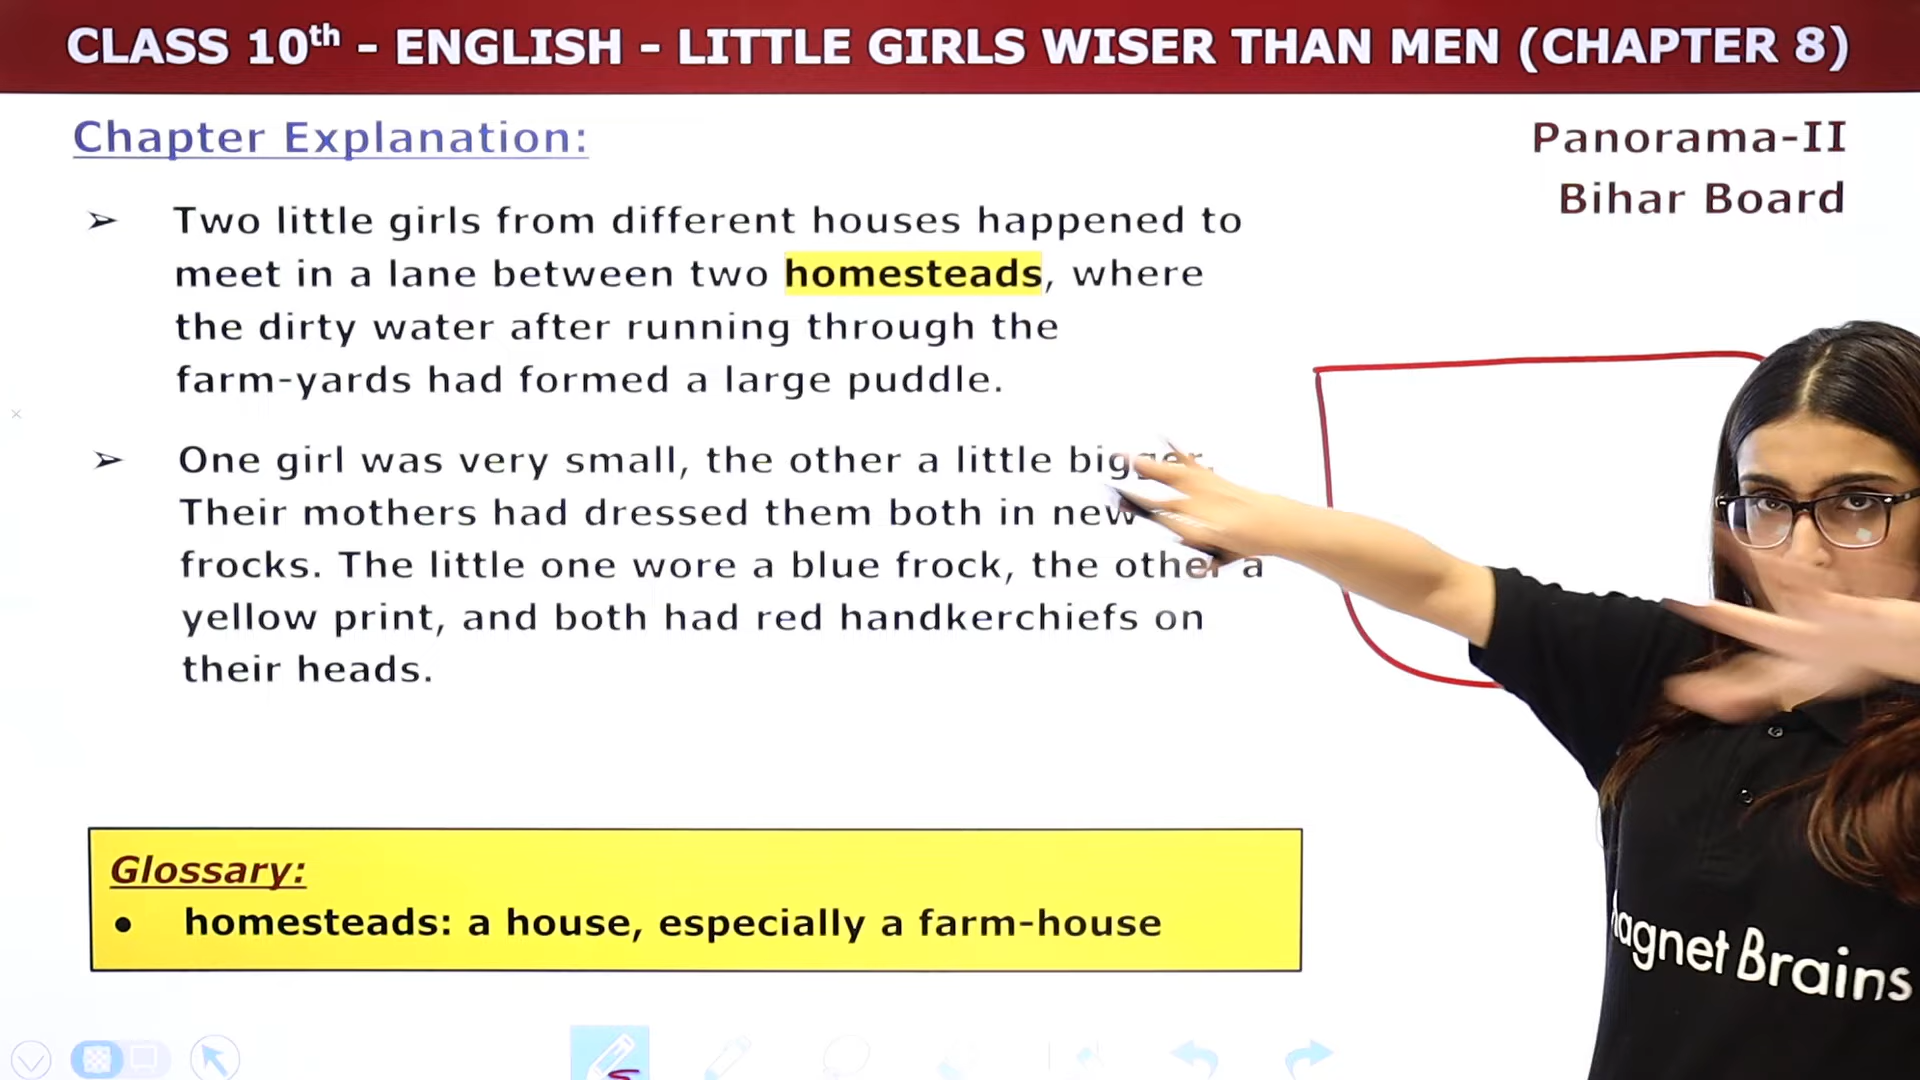 CLASS 10th - ENGLISH - LITTLE GIRLS WISER THAN MEN (CHAPTER 8)
Chapter Explanation:
Panorama-II
Bihar Board
➢ Two little girls from different houses happened to
meet in a lane between two homesteads, where
the dirty water after running through the
farm-yards had formed a large puddle.
➢ One girl was very small, the other a little bigger.
Their mothers had dressed them both in new
frocks. The little one wore a blue frock, the other a
yellow print, and both had red handkerchiefs on
their heads.
Glossary:
• homesteads: a house, especially a farm-house
Magnet Brains